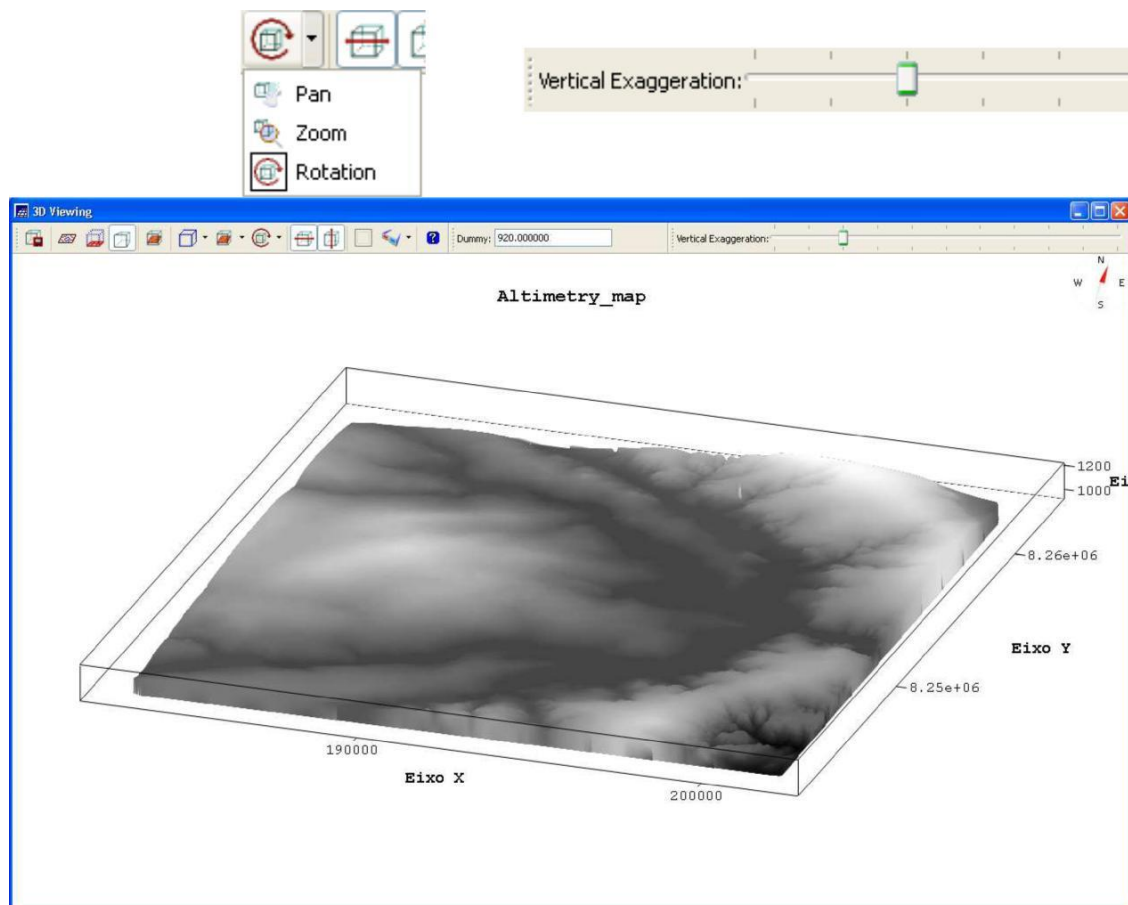 Pan
Zoom
Rotation
Vertical Exaggeration:
3D Viewing
Dummy: 920.000000
Vertical Exaggeration:
N
W E
S
Altimetry_map
1200
1000
Ei
8.26e+06
Eixo Y
8.25e+06
190000
Eixo X
200000